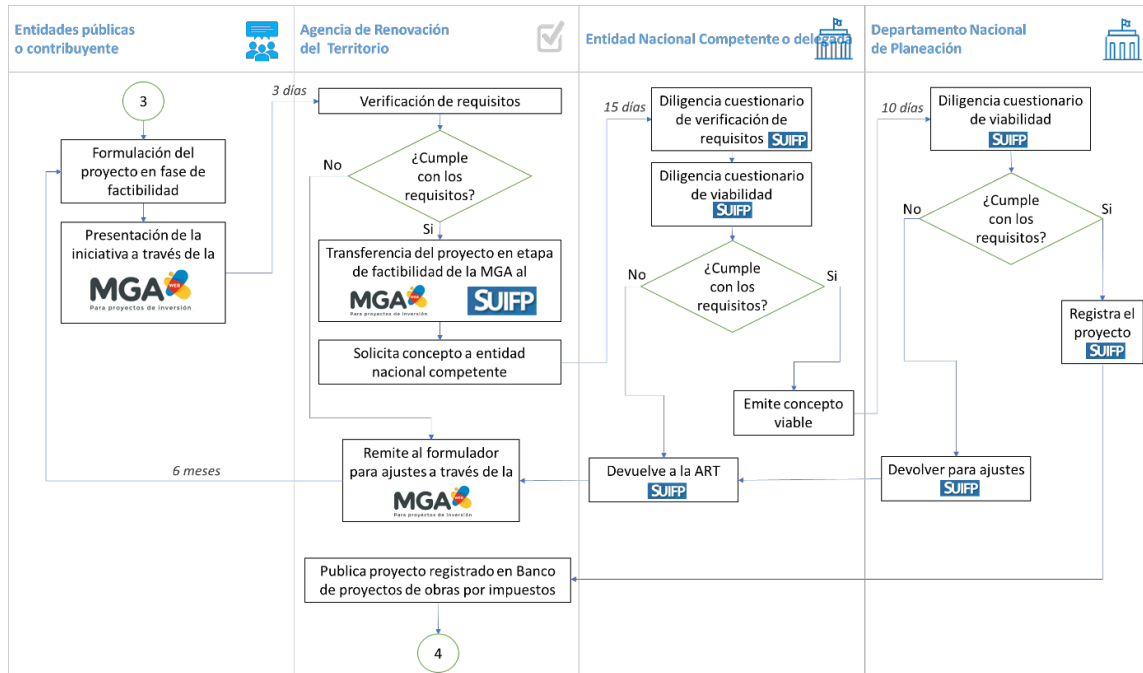 Entidades públicas
o contribuyente
Agencia de Renovación
del Territorio
Entidad Nacional Competente o delegada
Departamento Nacional
de Planeación
3
Formulación del
proyecto en fase de
factibilidad
Presentación de la
iniciativa a través de la
MGA WEB
Para proyectos de inversión
3 días
Verificación de requisitos
¿Cumple
con los
requisitos?
No
Si
Transferencia del proyecto en etapa
de factibilidad de la MGA al
MGA WEB
Para proyectos de inversión
SUIFP
Solicita concepto a entidad
nacional competente
Remite al formulador
para ajustes a través de la
MGA WEB
Para proyectos de inversión
6 meses
Publica proyecto registrado en Banco
de proyectos de obras por impuestos
4
15 días
Diligencia cuestionario
de verificación de
requisitos SUIFP
Diligencia cuestionario
de viabilidad
SUIFP
¿Cumple
con los
requisitos?
No
Si
Emite concepto
viable
Devuelve a la ART
SUIFP
10 días
Diligencia cuestionario
de viabilidad
SUIFP
¿Cumple
con los
requisitos?
No
Si
Registra el
proyecto
SUIFP
Devolver para ajustes
SUIFP